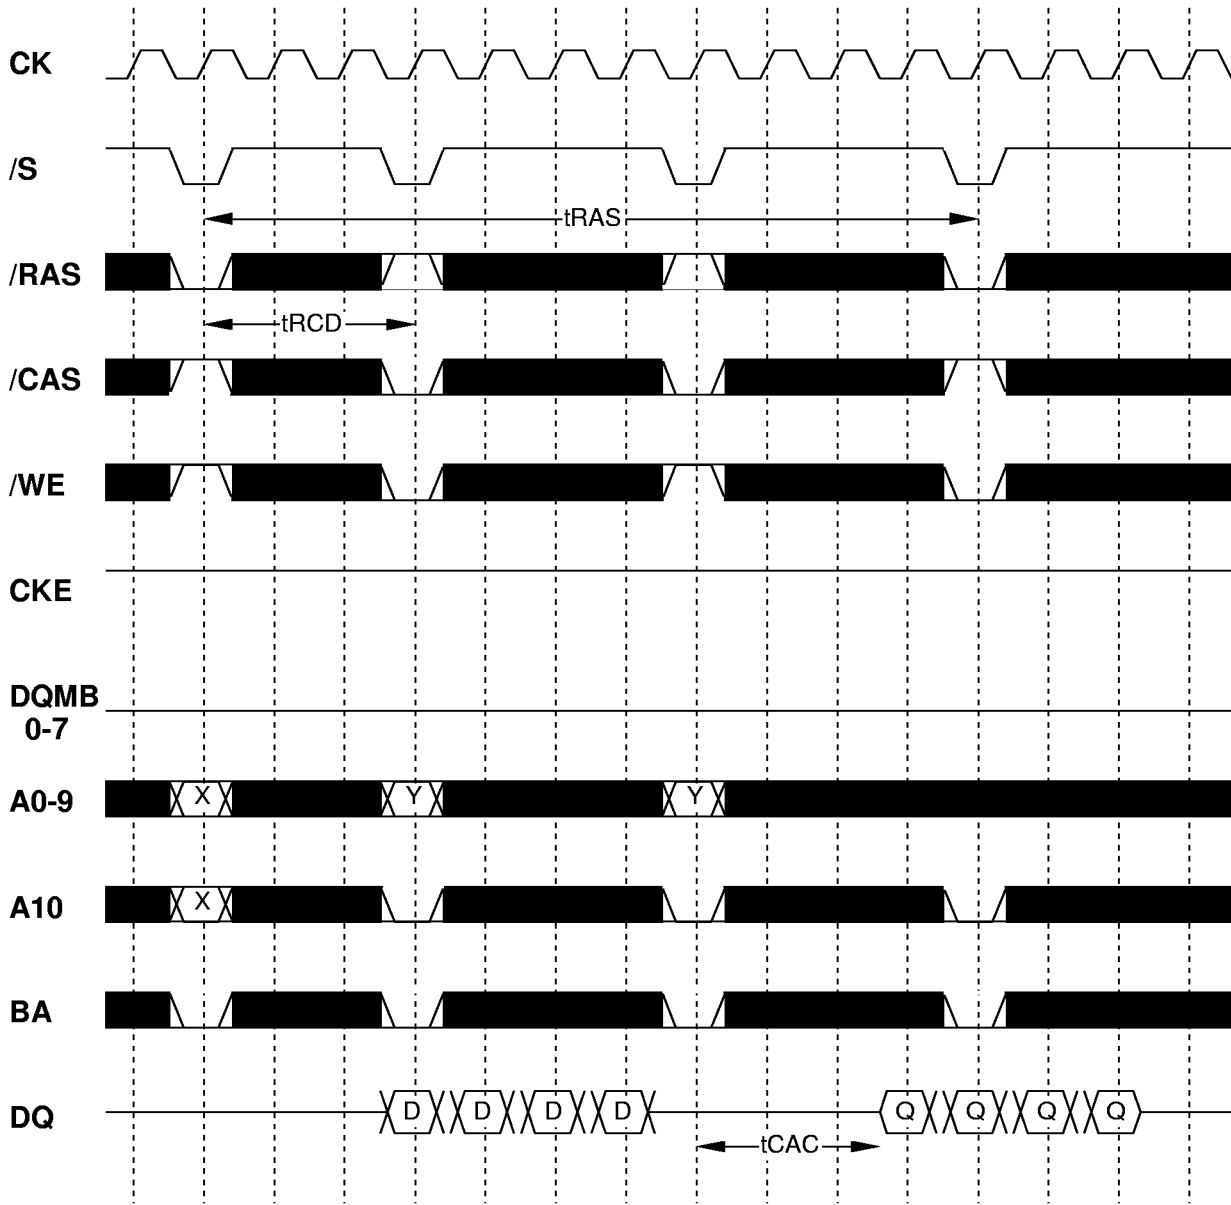 CK
/S
tRAS
/RAS
tRCD
/CAS
/WE
CKE
DQMB
0-7
A0-9 X Y Y
A10 X
BA
DQ D D D D Q Q Q Q
tCAC